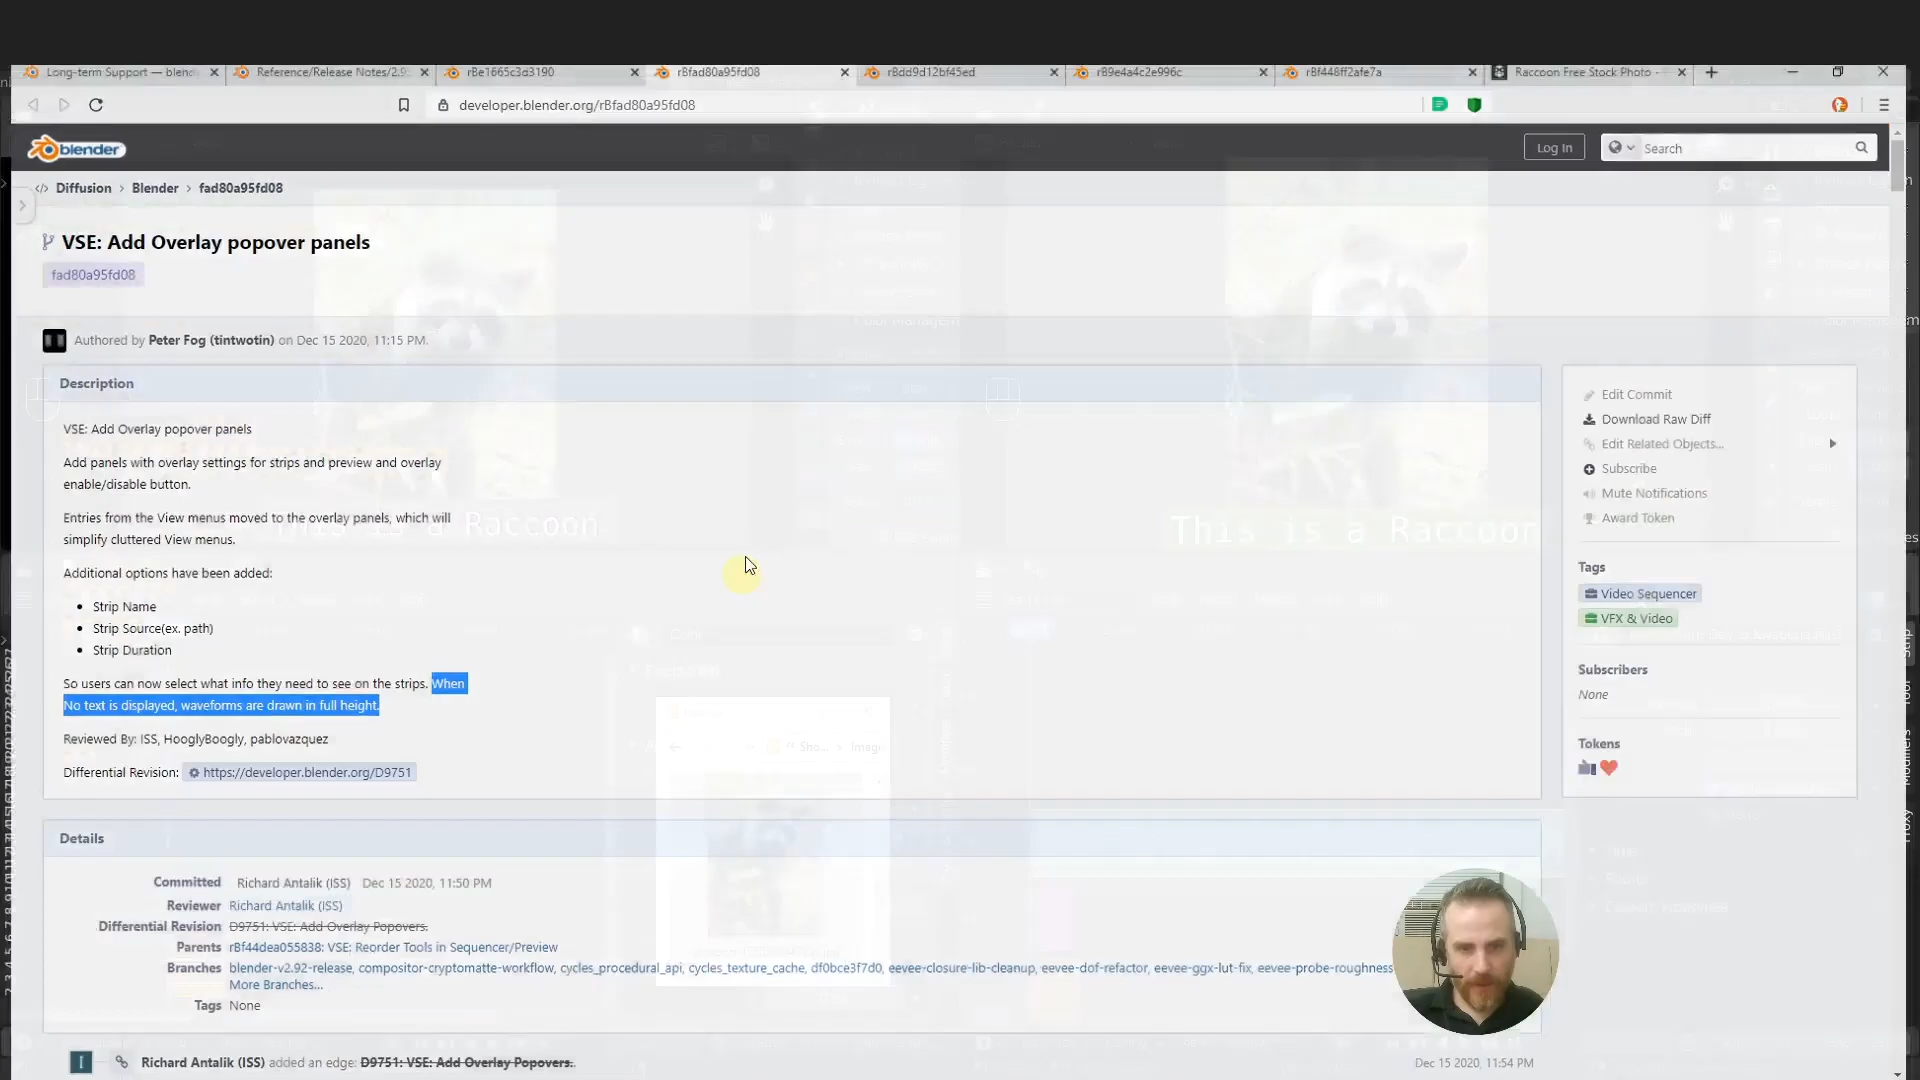 Long-term Support — blend
Reference/Release Notes/2.9
rBe1665c3d3190
rBfad80a95fd08
rBdd9d12bf45ed
rB9e4a4c2e996c
rBf448ff2afe7a
Raccoon Free Stock Photo -
developer.blender.org/rBfad80a95fd08
blender
Log In
Search
Diffusion › Blender › fad80a95fd08
VSE: Add Overlay popover panels
fad80a95fd08
Authored by Peter Fog (tintwotin) on Dec 15 2020, 11:15 PM.
Description
VSE: Add Overlay popover panels
Add panels with overlay settings for strips and preview and overlay
enable/disable button.
Entries from the View menus moved to the overlay panels, which will
simplify cluttered View menus.
Additional options have been added:
• Strip Name
• Strip Source(ex. path)
• Strip Duration
So users can now select what info they need to see on the strips. When
No text is displayed, waveforms are drawn in full height.
Reviewed By: ISS, HooglyBoogly, pablovazquez
Differential Revision: https://developer.blender.org/D9751
This is a Raccoon
This is a Raccoon
Edit Commit
Download Raw Diff
Edit Related Objects...
Subscribe
Mute Notifications
Award Token
Tags
Video Sequencer
VFX & Video
Subscribers
None
Tokens
Details
Committed Richard Antalik (ISS) Dec 15 2020, 11:50 PM
Reviewer Richard Antalik (ISS)
Differential Revision D9751: VSE: Add Overlay Popovers.
Parents rBf44dea055838: VSE: Reorder Tools in Sequencer/Preview
Branches blender-v2.92-release, compositor-cryptomatte-workflow, cycles_procedural_api, cycles_texture_cache, df0bce3f7d0, eevee-closure-lib-cleanup, eevee-dof-refactor, eevee-ggx-lut-fix, eevee-probe-roughness
More Branches...
Tags None
Richard Antalik (ISS) added an edge: D9751: VSE: Add Overlay Popovers.
Dec 15 2020, 11:54 PM
Strip
Tool
Modifiers
Proxy